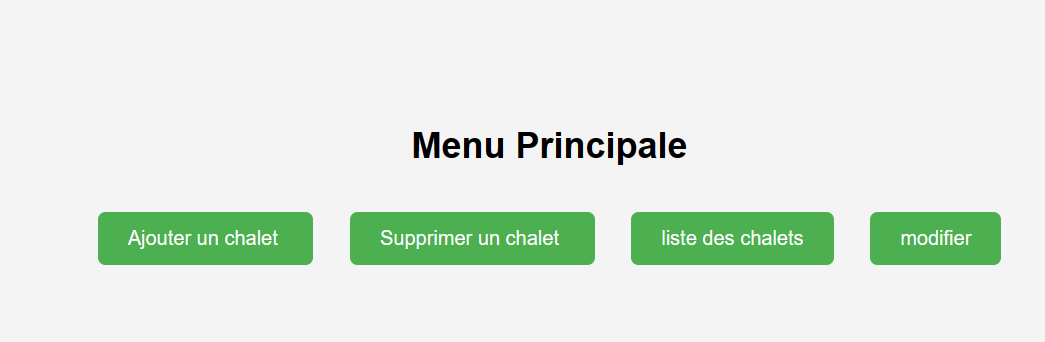 Menu Principale
Ajouter un chalet Supprimer un chalet liste des chalets modifier